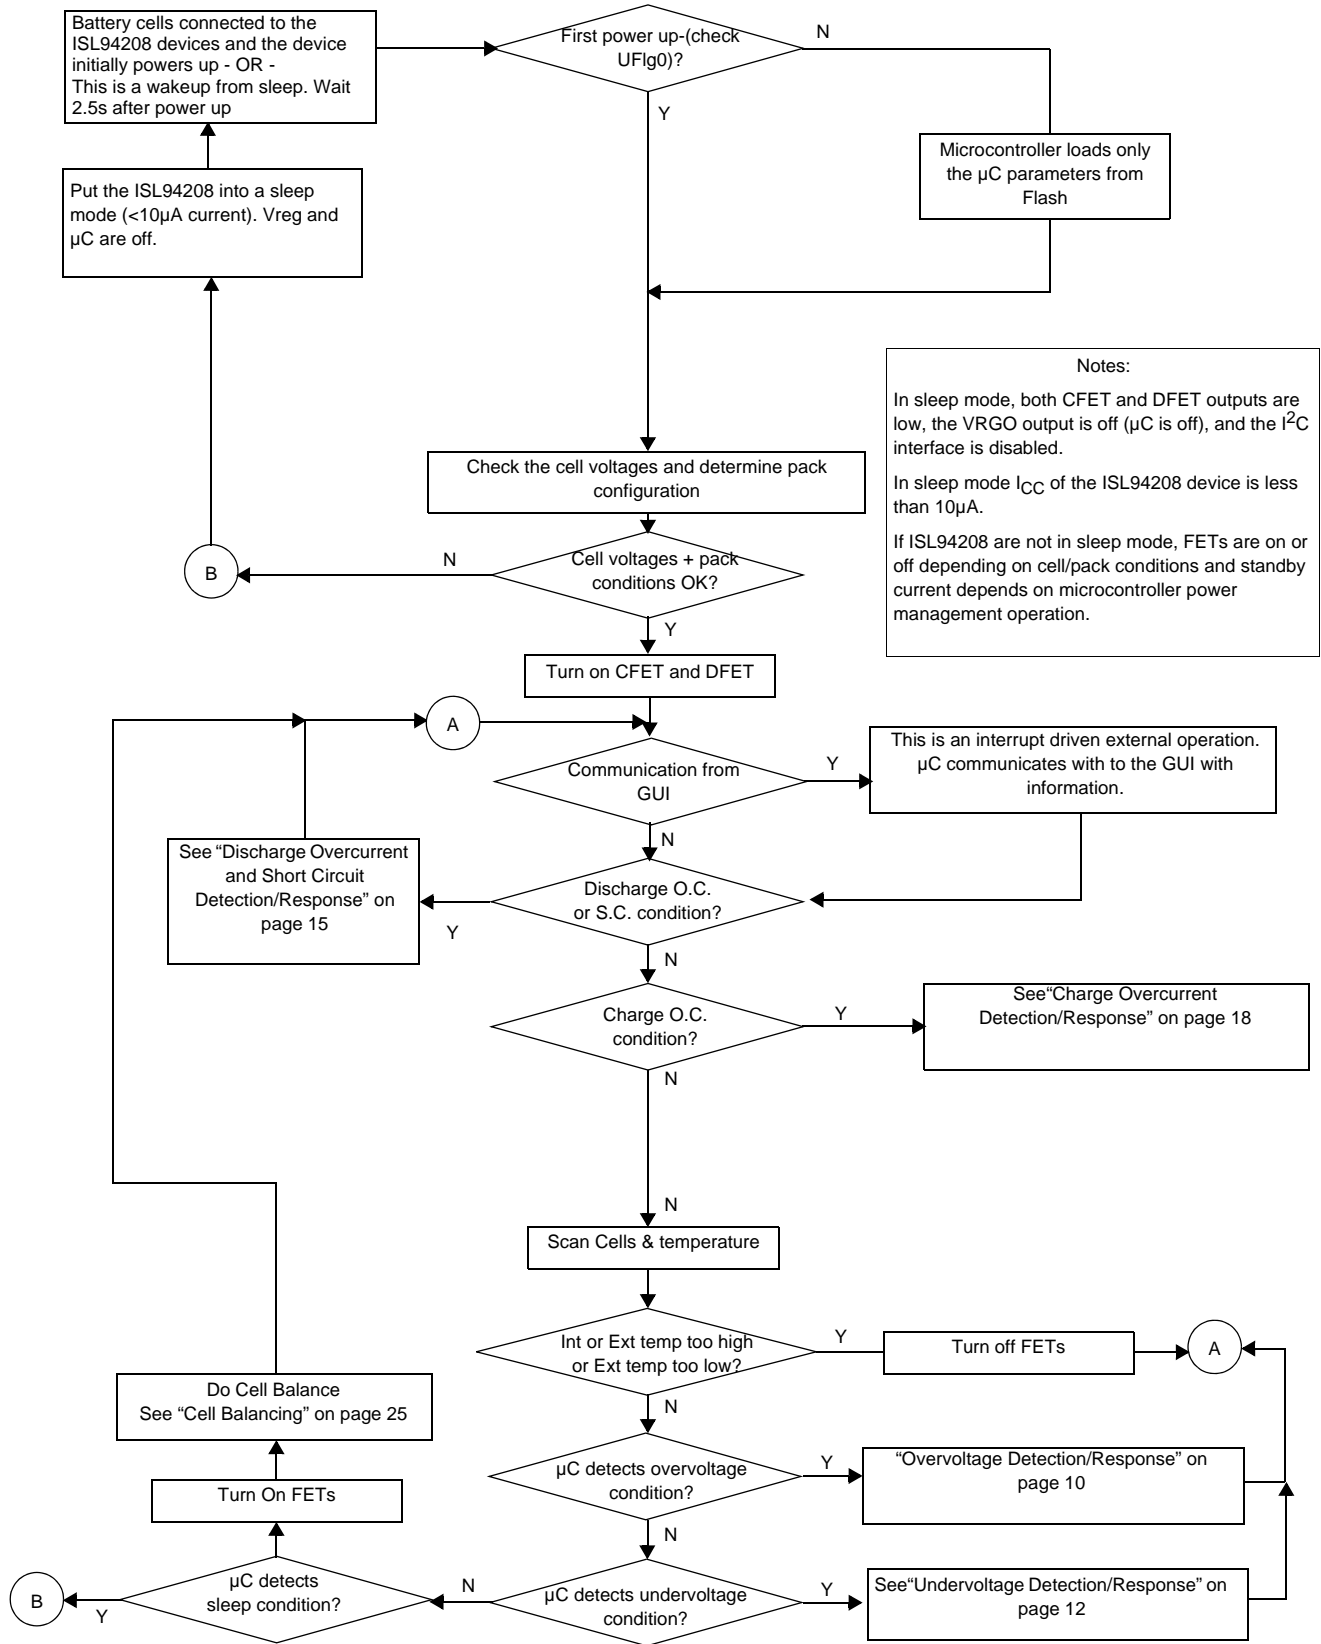 Battery cells connected to the
ISL94208 devices and the device
initially powers up - OR -
This is a wakeup from sleep. Wait
2.5s after power up
First power up-(check
UFlg0)?
N
Y
Microcontroller loads only
the µC parameters from
Flash
Put the ISL94208 into a sleep
mode (<10µA current). Vreg and
µC are off.
Notes:
In sleep mode, both CFET and DFET outputs are
low, the VRGO output is off (µC is off), and the I2C
interface is disabled.
In sleep mode ICC of the ISL94208 device is less
than 10µA.
If ISL94208 are not in sleep mode, FETs are on or
off depending on cell/pack conditions and standby
current depends on microcontroller power
management operation.
Check the cell voltages and determine pack
configuration
B
N
Cell voltages + pack
conditions OK?
Y
Turn on CFET and DFET
A
Communication from
GUI
Y
This is an interrupt driven external operation.
µC communicates with to the GUI with
information.
N
See “Discharge Overcurrent
and Short Circuit
Detection/Response” on
page 15
Y
Discharge O.C.
or S.C. condition?
N
Charge O.C.
condition?
Y
See“Charge Overcurrent
Detection/Response” on page 18
N
N
Scan Cells & temperature
Int or Ext temp too high
or Ext temp too low?
Y
Turn off FETs
A
N
Do Cell Balance
See “Cell Balancing” on page 25
µC detects overvoltage
condition?
Y
“Overvoltage Detection/Response” on
page 10
Turn On FETs
N
B
Y
µC detects
sleep condition?
N
µC detects undervoltage
condition?
Y
See“Undervoltage Detection/Response” on
page 12